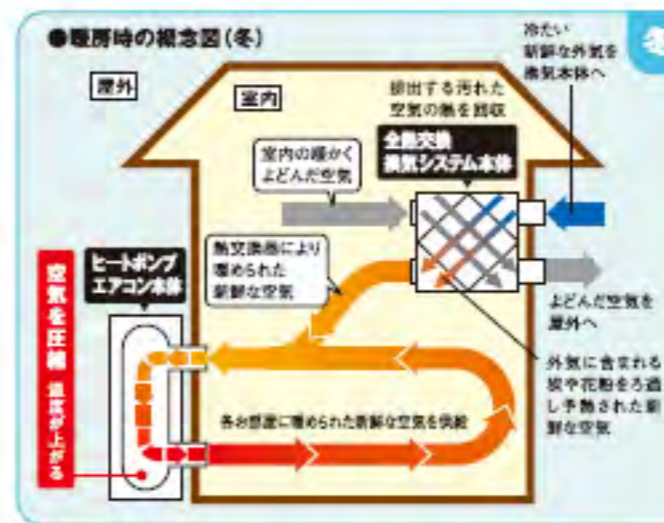 ●暖房時の概念図(冬)
冬
屋外
室内
冷たい
新鮮な外気を
換気本体へ
排出する汚れた
空気の熱を回収
全熱交換
換気システム本体
室内の暖かく
よどんだ空気
熱交換器により
暖められた
新鮮な空気
ヒートポンプ
エアコン本体
空気を圧縮
温度が上がる
よどんだ空気を
屋外へ
外気に含まれる
埃や花粉をろ過
し予熱された新
鮮な空気
各お部屋に暖められた新鮮な空気を供給